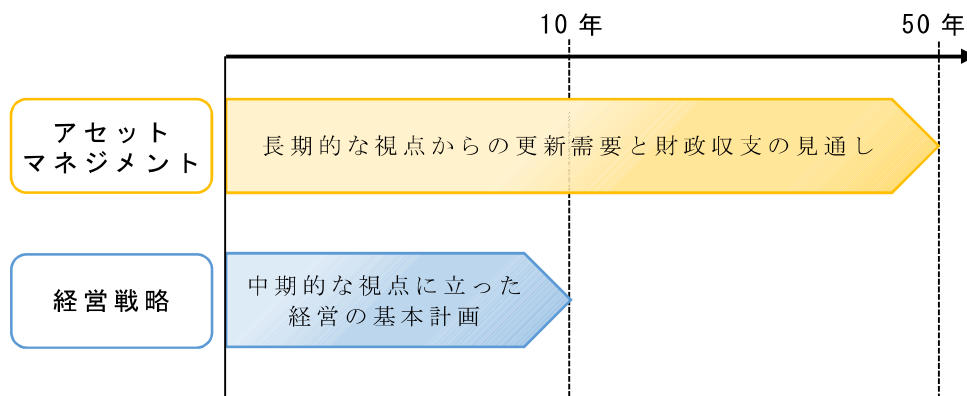 10 年
50 年
アセット
マネジメント
長期的な視点からの更新需要と財政収支の見通し
経営戦略
中期的な視点に立った
経営の基本計画